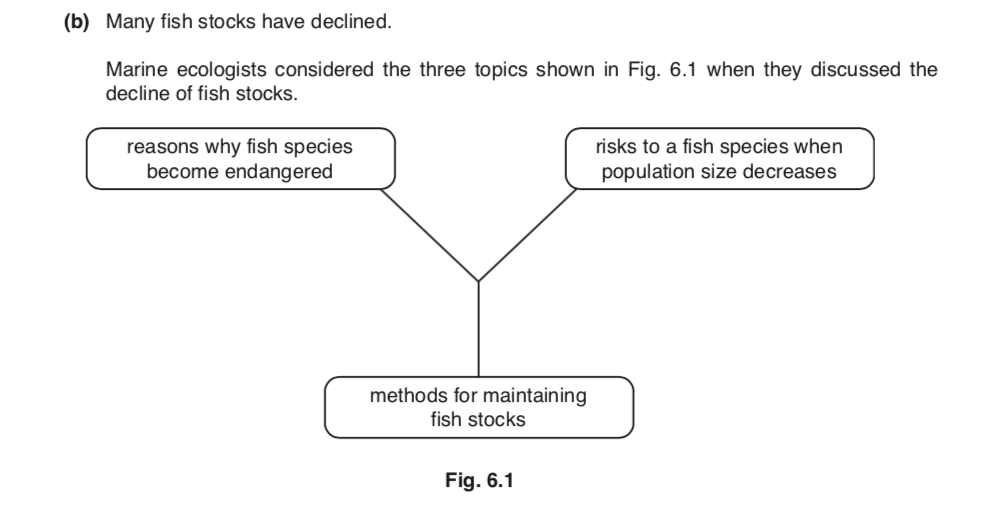 (b) Many fish stocks have declined.
Marine ecologists considered the three topics shown in Fig. 6.1 when they discussed the
decline of fish stocks.
reasons why fish species
become endangered
risks to a fish species when
population size decreases
methods for maintaining
fish stocks
Fig. 6.1